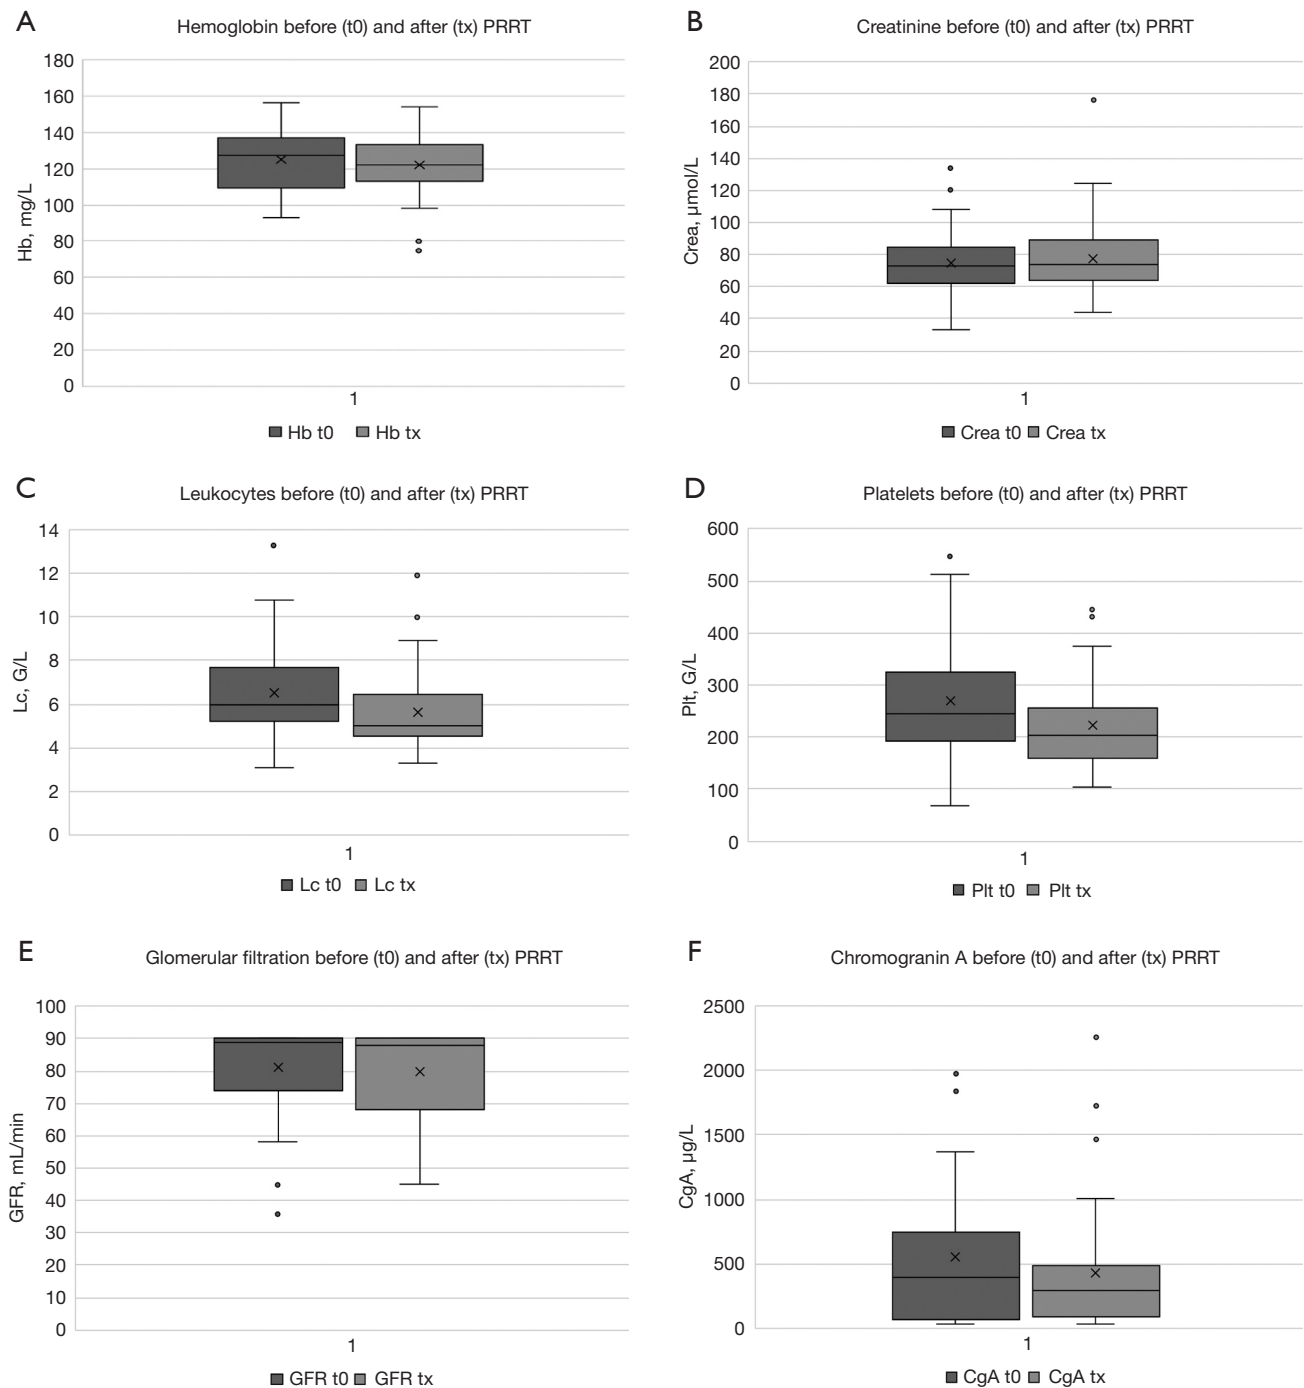 A
Hemoglobin before (t0) and after (tx) PRRT
180
160
140
120
100
80
60
40
20
0
Hb, mg/L
1
Hb t0 Hb tx
B
Creatinine before (t0) and after (tx) PRRT
200
180
160
140
120
100
80
60
40
20
0
Crea, µmol/L
1
Crea t0 Crea tx
C
Leukocytes before (t0) and after (tx) PRRT
14
12
10
8
6
4
2
0
Lc, G/L
1
Lc t0 Lc tx
D
Platelets before (t0) and after (tx) PRRT
600
500
400
300
200
100
0
Plt, G/L
1
Plt t0 Plt tx
E
Glomerular filtration before (t0) and after (tx) PRRT
100
90
80
70
60
50
40
30
20
10
0
GFR, mL/min
1
GFR t0 GFR tx
F
Chromogranin A before (t0) and after (tx) PRRT
2500
2000
1500
1000
500
0
CgA, µg/L
1
CgA t0 CgA tx